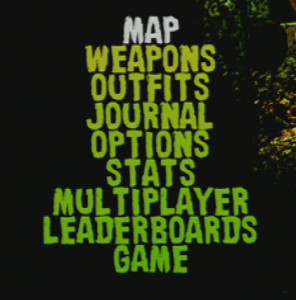 MAP
WEAPONS
OUTFITS
JOURNAL
OPTIONS
STATS
MULTIPLAYER
LEADERBOARDS
GAME